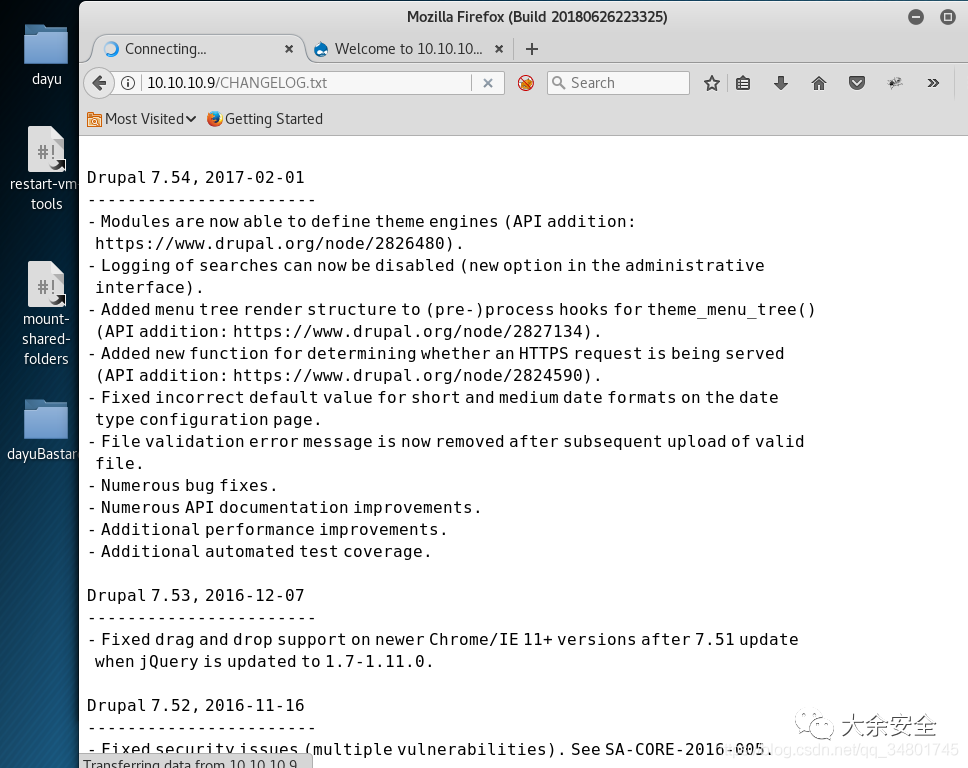 Mozilla Firefox (Build 20180626223325)
Connecting...
Welcome to 10.10.10...
10.10.10.9/CHANGELOG.txt
Search
Most Visited
Getting Started
dayu
#!
restart-vm-
tools
#!
mount-
shared-
folders
dayuBastar
Drupal 7.54, 2017-02-01
-----------------------
- Modules are now able to define theme engines (API addition:
https://www.drupal.org/node/2826480).
- Logging of searches can now be disabled (new option in the administrative
interface).
- Added menu tree render structure to (pre-)process hooks for theme_menu_tree()
(API addition: https://www.drupal.org/node/2827134).
- Added new function for determining whether an HTTPS request is being served
(API addition: https://www.drupal.org/node/2824590).
- Fixed incorrect default value for short and medium date formats on the date
type configuration page.
- File validation error message is now removed after subsequent upload of valid
file.
- Numerous bug fixes.
- Numerous API documentation improvements.
- Additional performance improvements.
- Additional automated test coverage.
Drupal 7.53, 2016-12-07
-----------------------
- Fixed drag and drop support on newer Chrome/IE 11+ versions after 7.51 update
when jQuery is updated to 1.7-1.11.0.
Drupal 7.52, 2016-11-16
-----------------------
- Fixed security issues (multiple vulnerabilities). See SA-CORE-2016-005.
Transferring data from 10.10.10.9...
大余安全
blog.csdn.net/qq_34801745